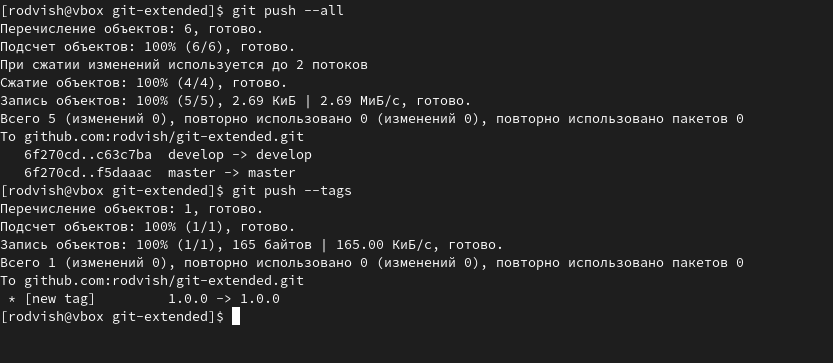 [rodvish@vbox git-extended]$ git push --all
Перечисление объектов: 6, готово.
Подсчет объектов: 100% (6/6), готово.
При сжатии изменений используется до 2 потоков
Сжатие объектов: 100% (4/4), готово.
Запись объектов: 100% (5/5), 2.69 КиБ | 2.69 МиБ/с, готово.
Всего 5 (изменений 0), повторно использовано 0 (изменений 0), повторно использовано пакетов 0
To github.com:rodvish/git-extended.git
   6f270cd..c63c7ba  develop -> develop
   6f270cd..f5daaac  master -> master
[rodvish@vbox git-extended]$ git push --tags
Перечисление объектов: 1, готово.
Подсчет объектов: 100% (1/1), готово.
Запись объектов: 100% (1/1), 165 байтов | 165.00 КиБ/с, готово.
Всего 1 (изменений 0), повторно использовано 0 (изменений 0), повторно использовано пакетов 0
To github.com:rodvish/git-extended.git
 * [new tag]         1.0.0 -> 1.0.0
[rodvish@vbox git-extended]$